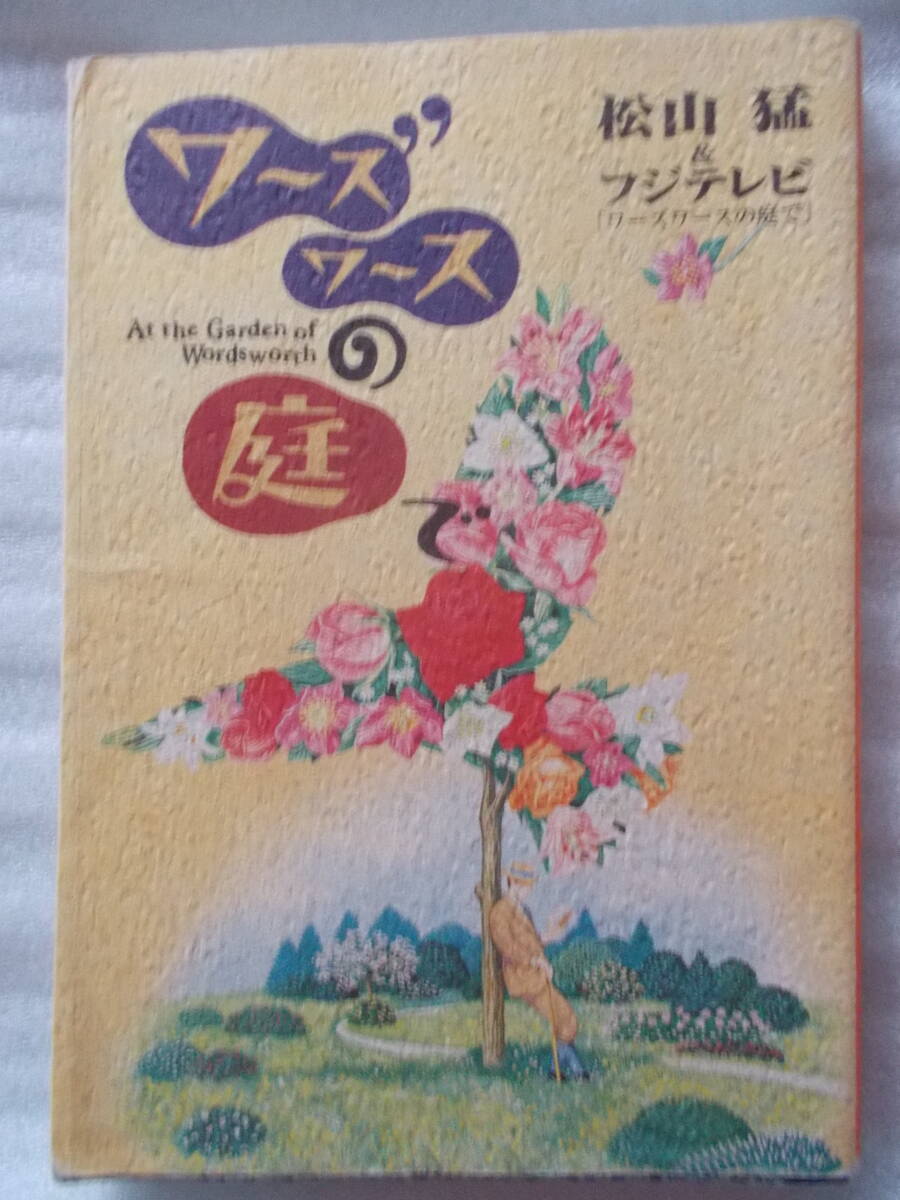 ワーズ
ワースの
At the Garden of
Wordsworth
庭で
松山 猛
&
フジテレビ
［ワーズワースの庭で］